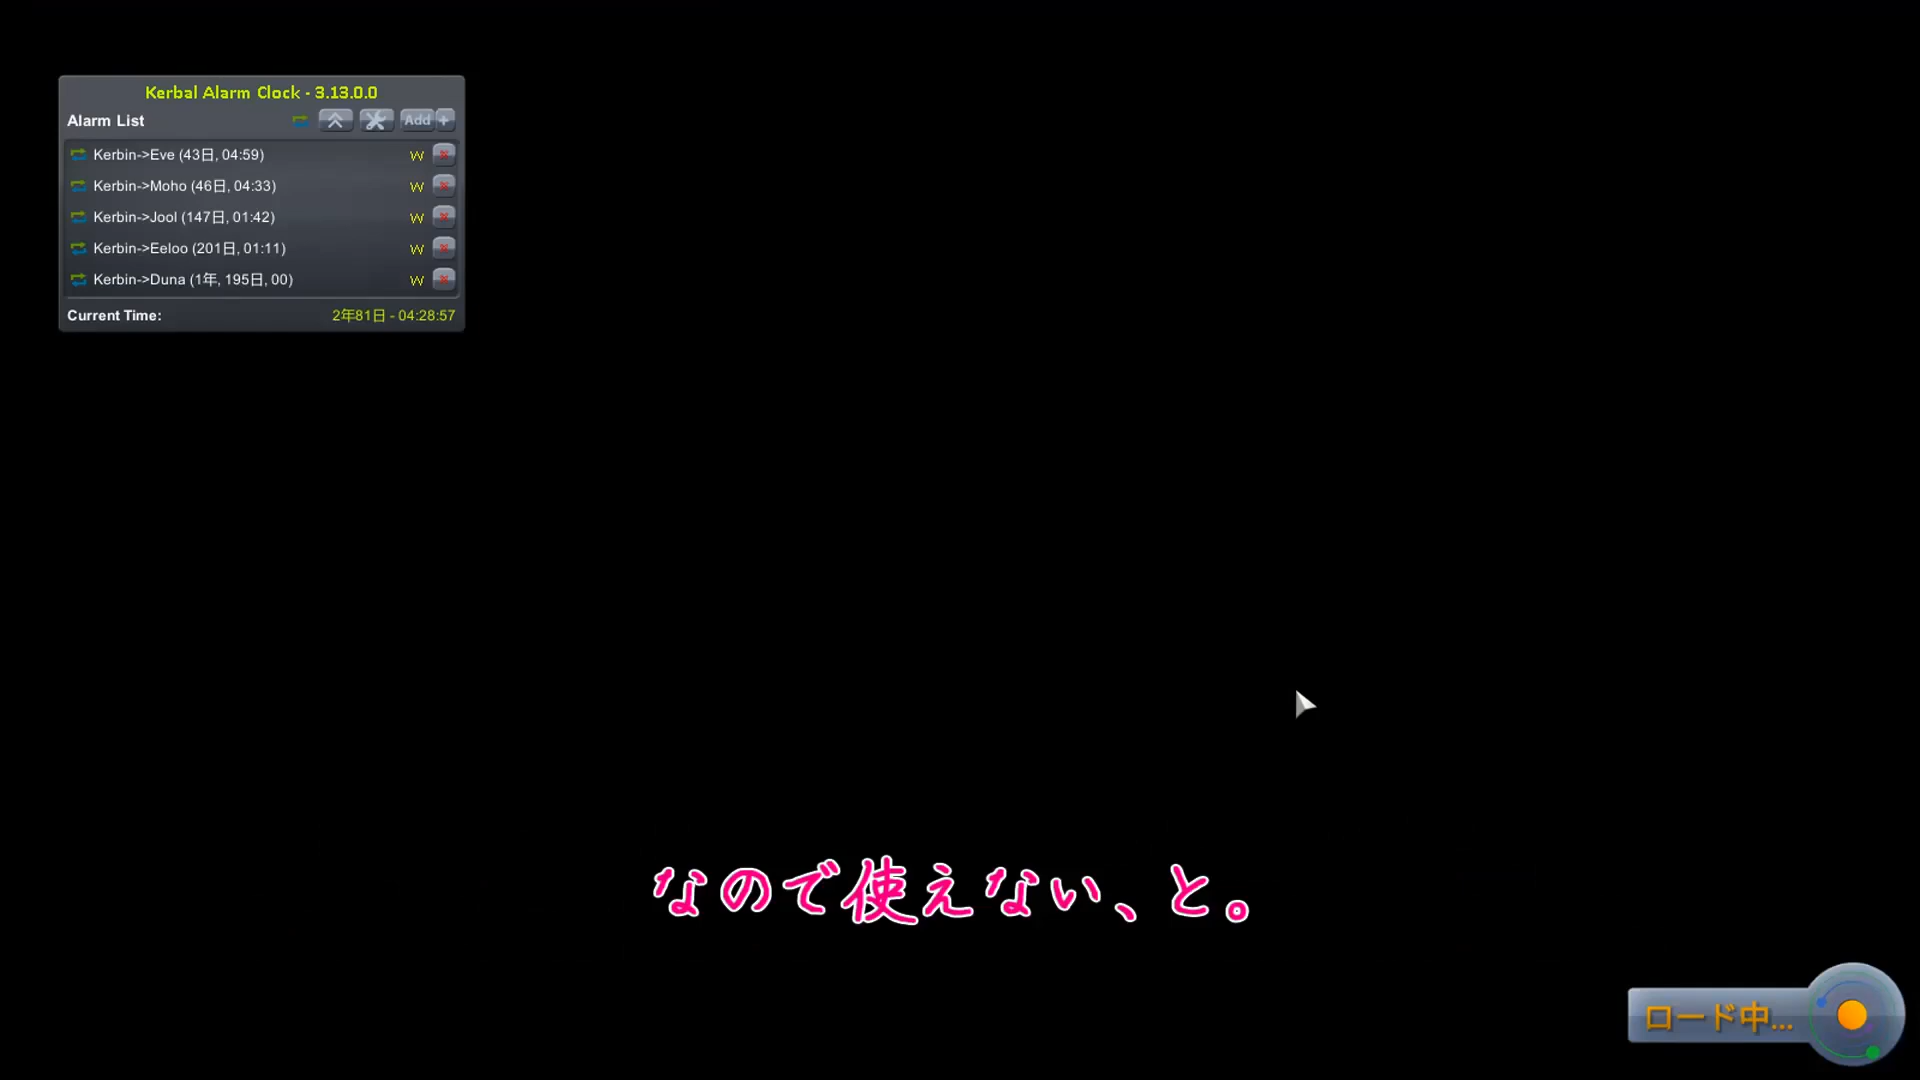 Kerbal Alarm Clock - 3.13.0.0
Alarm List Add +
Kerbin->Eve (43日, 04:59) W
Kerbin->Moho (46日, 04:33) W
Kerbin->Jool (147日, 01:42) W
Kerbin->Eeloo (201日, 01:11) W
Kerbin->Duna (1年, 195日, 00) W
Current Time: 2年81日 - 04:28:57
なので使えない、と。
ロード中...